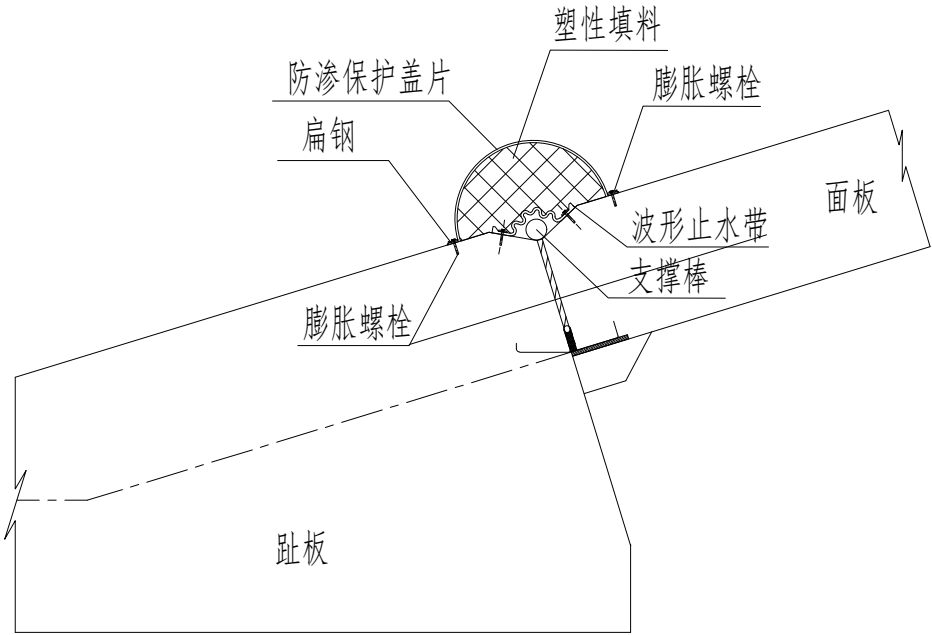 塑性填料
防渗保护盖片
膨胀螺栓
扁钢
面板
波形止水带
支撑棒
膨胀螺栓
趾板